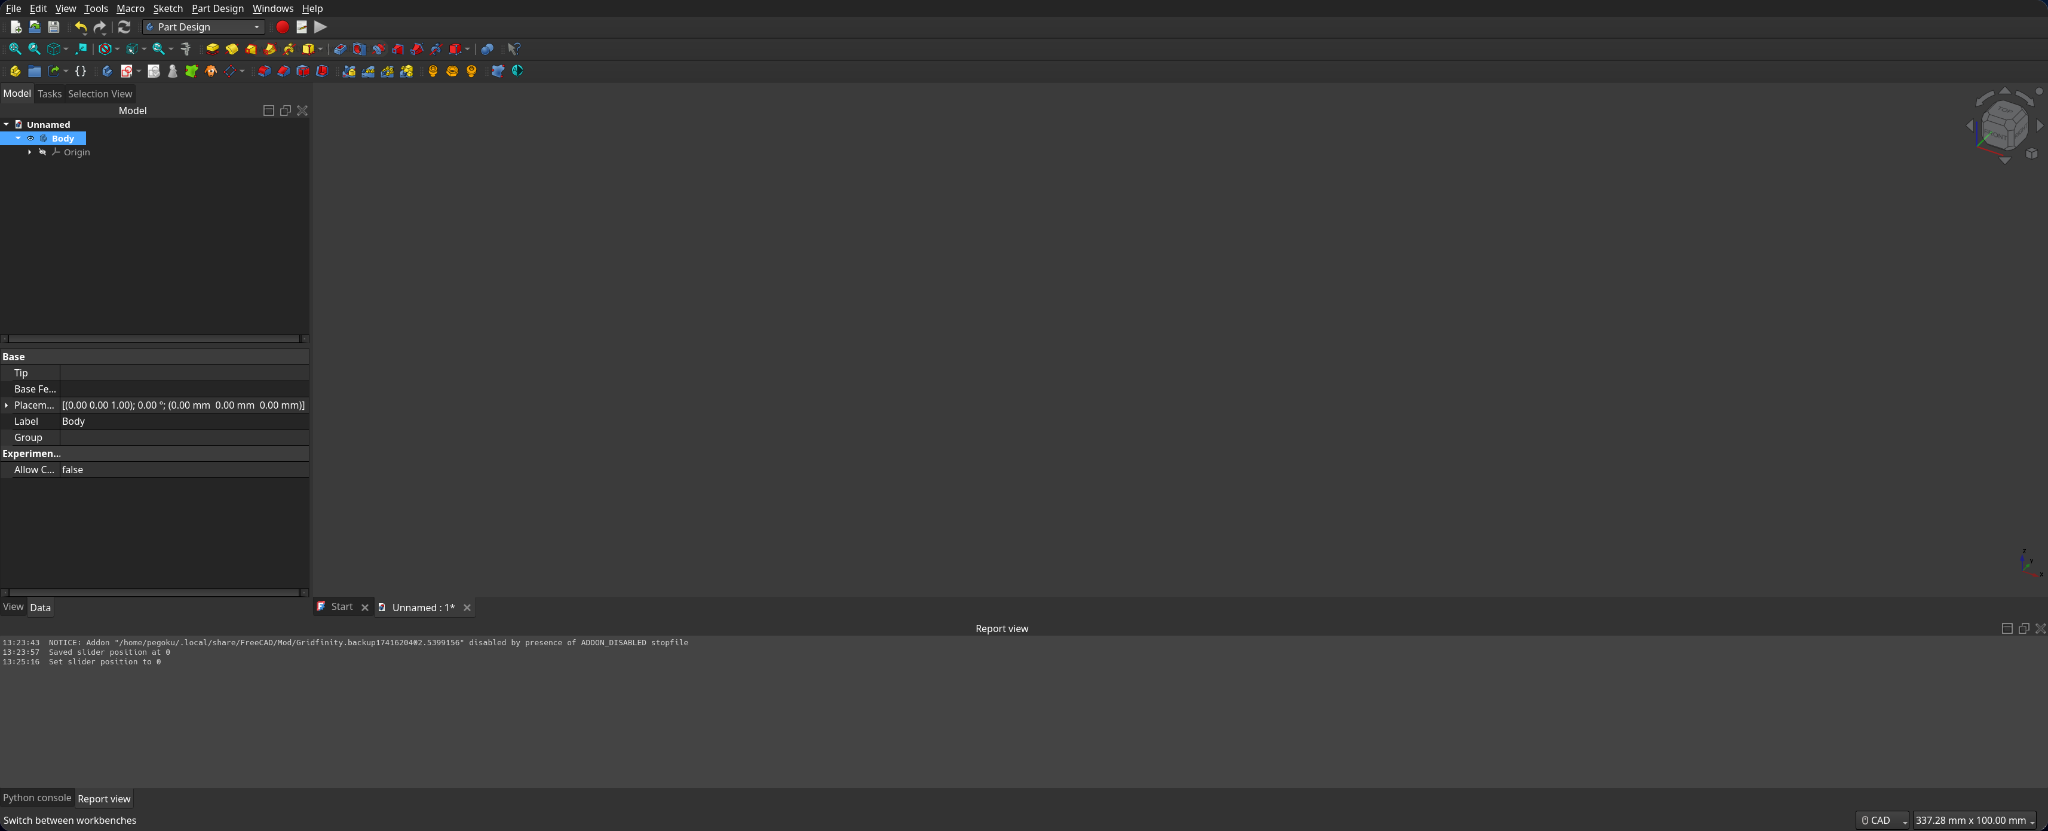 File Edit View Tools Macro Sketch Part Design Windows Help
Part Design
Model Tasks Selection View
Model
Unnamed
Body
Origin
Base
Tip
Base Fe...
Placem... [(0.00 0.00 1.00); 0.00 °; (0.00 mm 0.00 mm 0.00 mm)]
Label Body
Group
Experimen...
Allow C... false
View Data
Start Unnamed : 1*
Report view
13:23:43 NOTICE: Addon "/home/pegoku/.local/share/FreeCAD/Mod/Gridfinity.backup1741620402.5399156" disabled by presence of ADDON_DISABLED stopfile
13:23:57 Saved slider position at 0
13:25:16 Set slider position to 0
Python console Report view
Switch between workbenches
CAD 337.28 mm x 100.00 mm